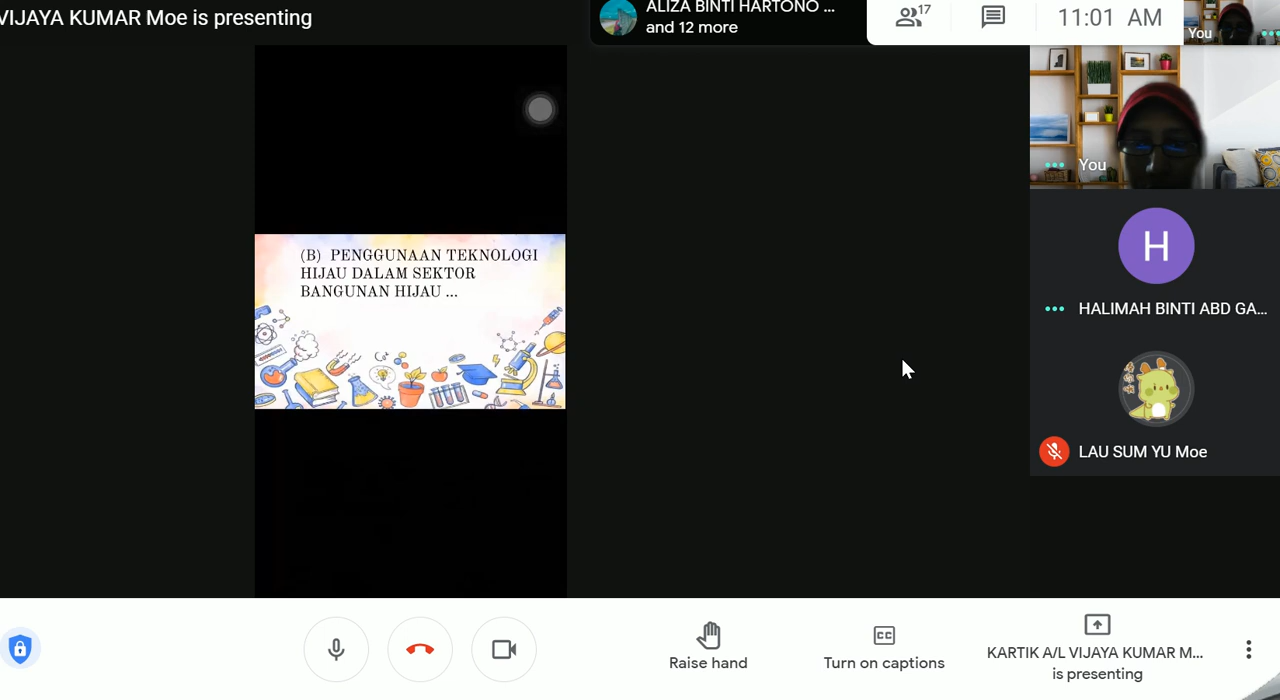 VIJAYA KUMAR Moe is presenting
ALIZA BINTI HARTONO ...
and 12 more
17
11:01 AM
You
You
(B) PENGGUNAAN TEKNOLOGI
HIJAU DALAM SEKTOR
BANGUNAN HIJAU ...
HALIMAH BINTI ABD GA...
LAU SUM YU Moe
Raise hand
CC
Turn on captions
KARTIK A/L VIJAYA KUMAR M...
is presenting
H